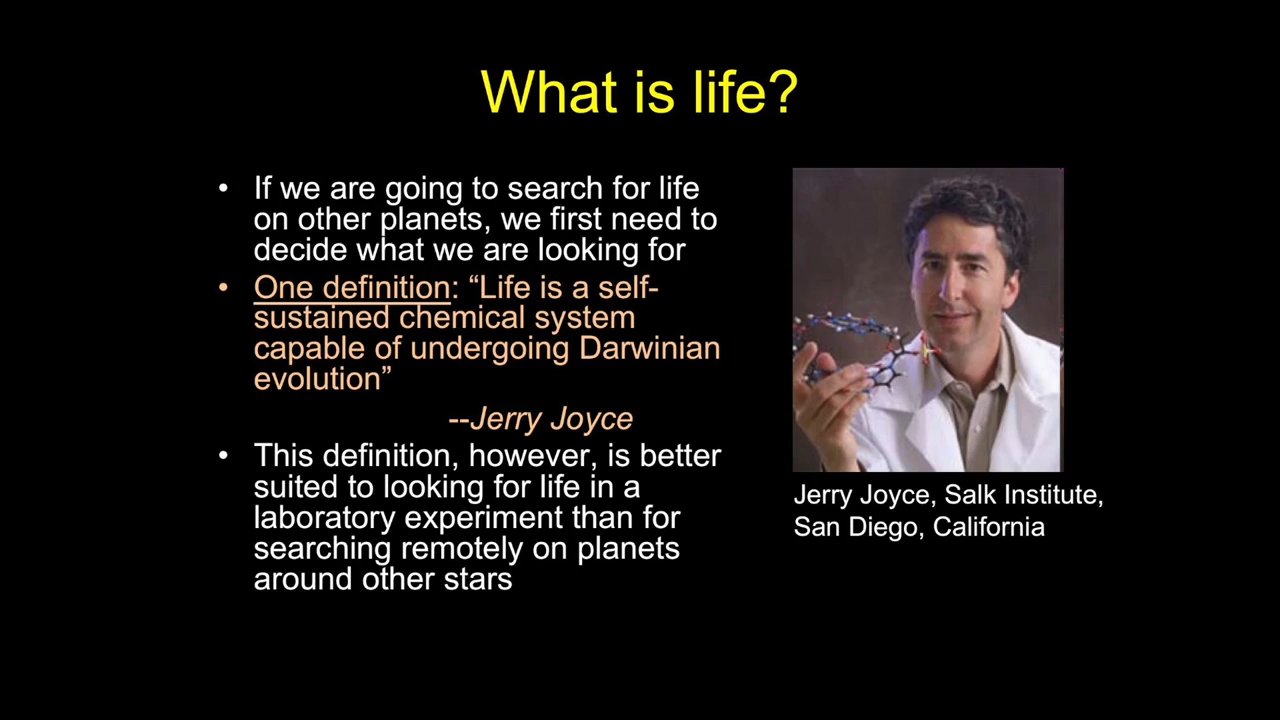 What is life?
• If we are going to search for life
on other planets, we first need to
decide what we are looking for
• One definition: “Life is a self-
sustained chemical system
capable of undergoing Darwinian
evolution”
--Jerry Joyce
• This definition, however, is better
suited to looking for life in a
laboratory experiment than for
searching remotely on planets
around other stars
Jerry Joyce, Salk Institute,
San Diego, California